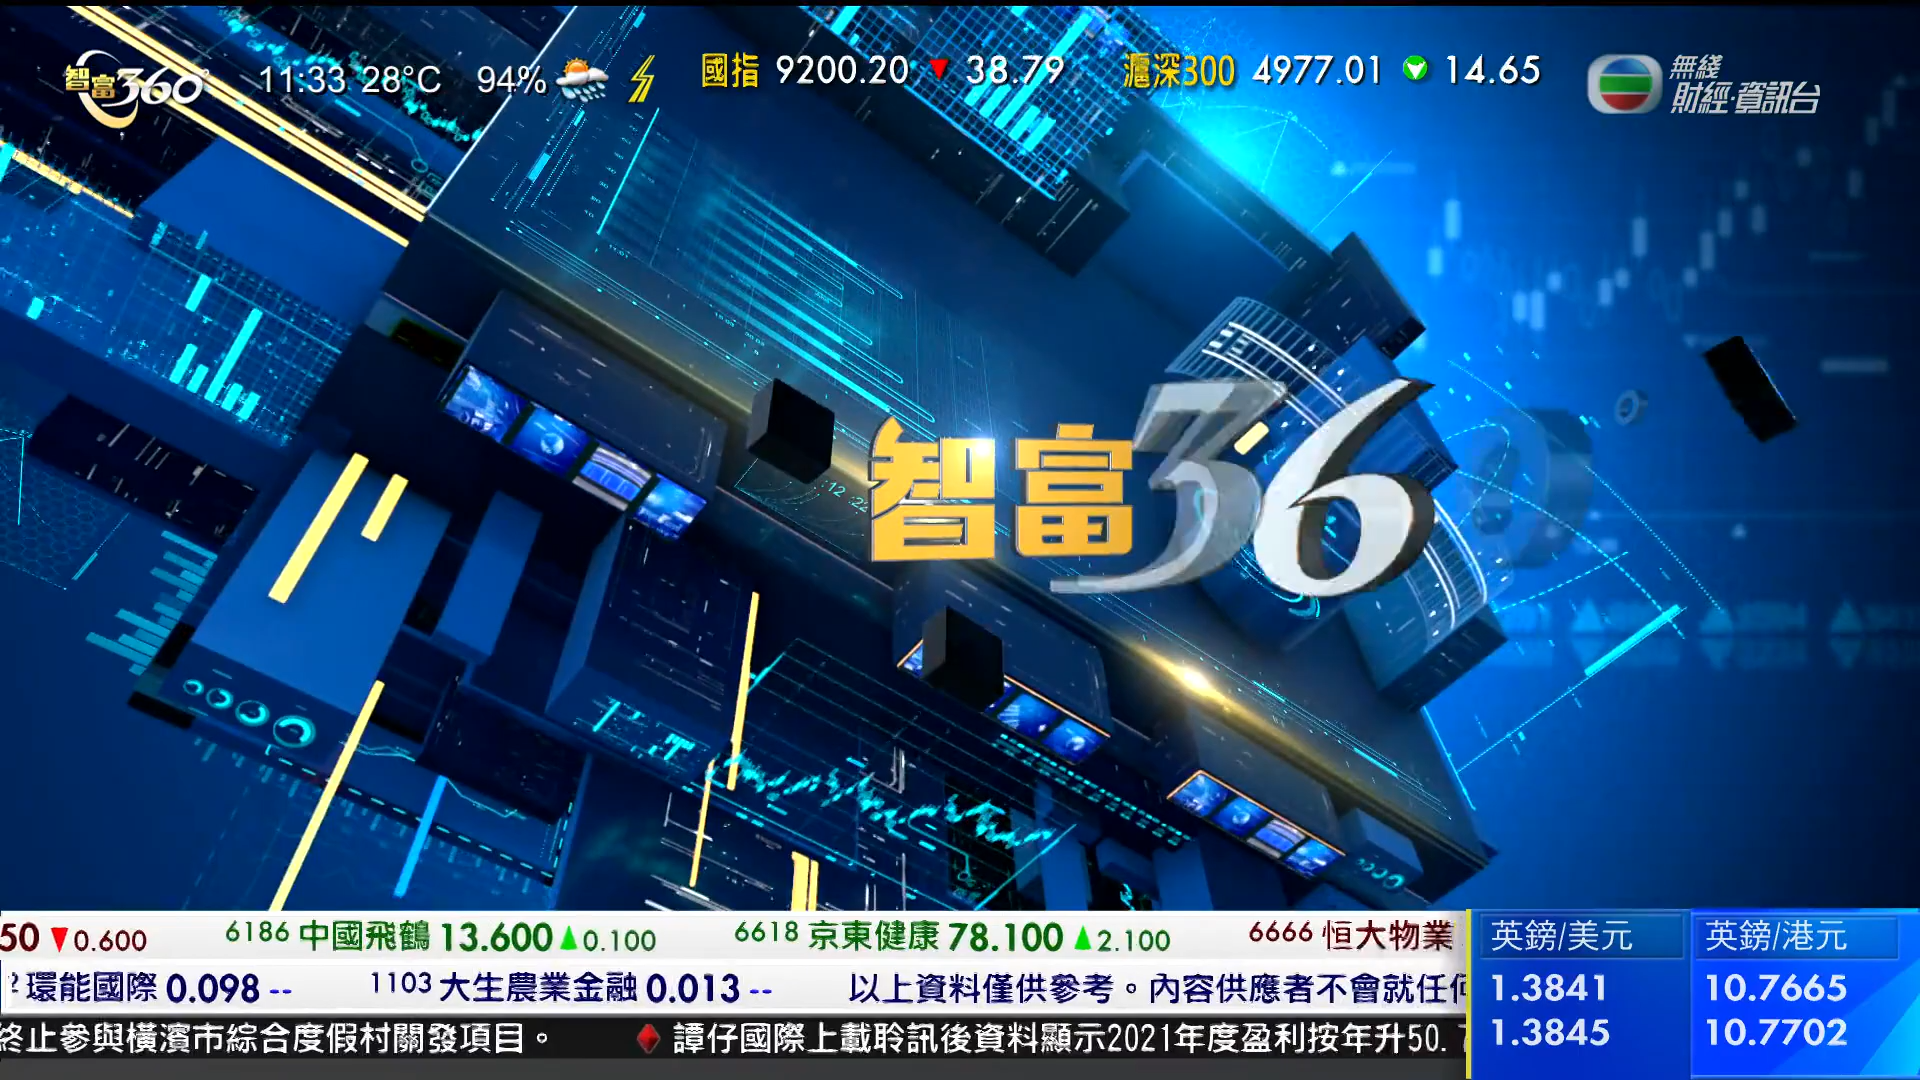 智富360°
11:33 28°C 94%
國指 9200.20 ▼ 38.79
滬深300 4977.01 14.65
無綫
財經·資訊台
:12 :22
智富360
50 ▼0.600 6186 中國飛鶴 13.600 ▲0.100 6618 京東健康 78.100 ▲2.100 6666 恒大物業
2 環能國際 0.098 -- 1103 大生農業金融 0.013 -- 以上資料僅供參考。內容供應者不會就任何
終止參與橫濱市綜合度假村關發項目。 譚仔國際上載聆訊後資料顯示2021年度盈利按年升50.7
英鎊/美元
1.3841
1.3845
英鎊/港元
10.7665
10.7702